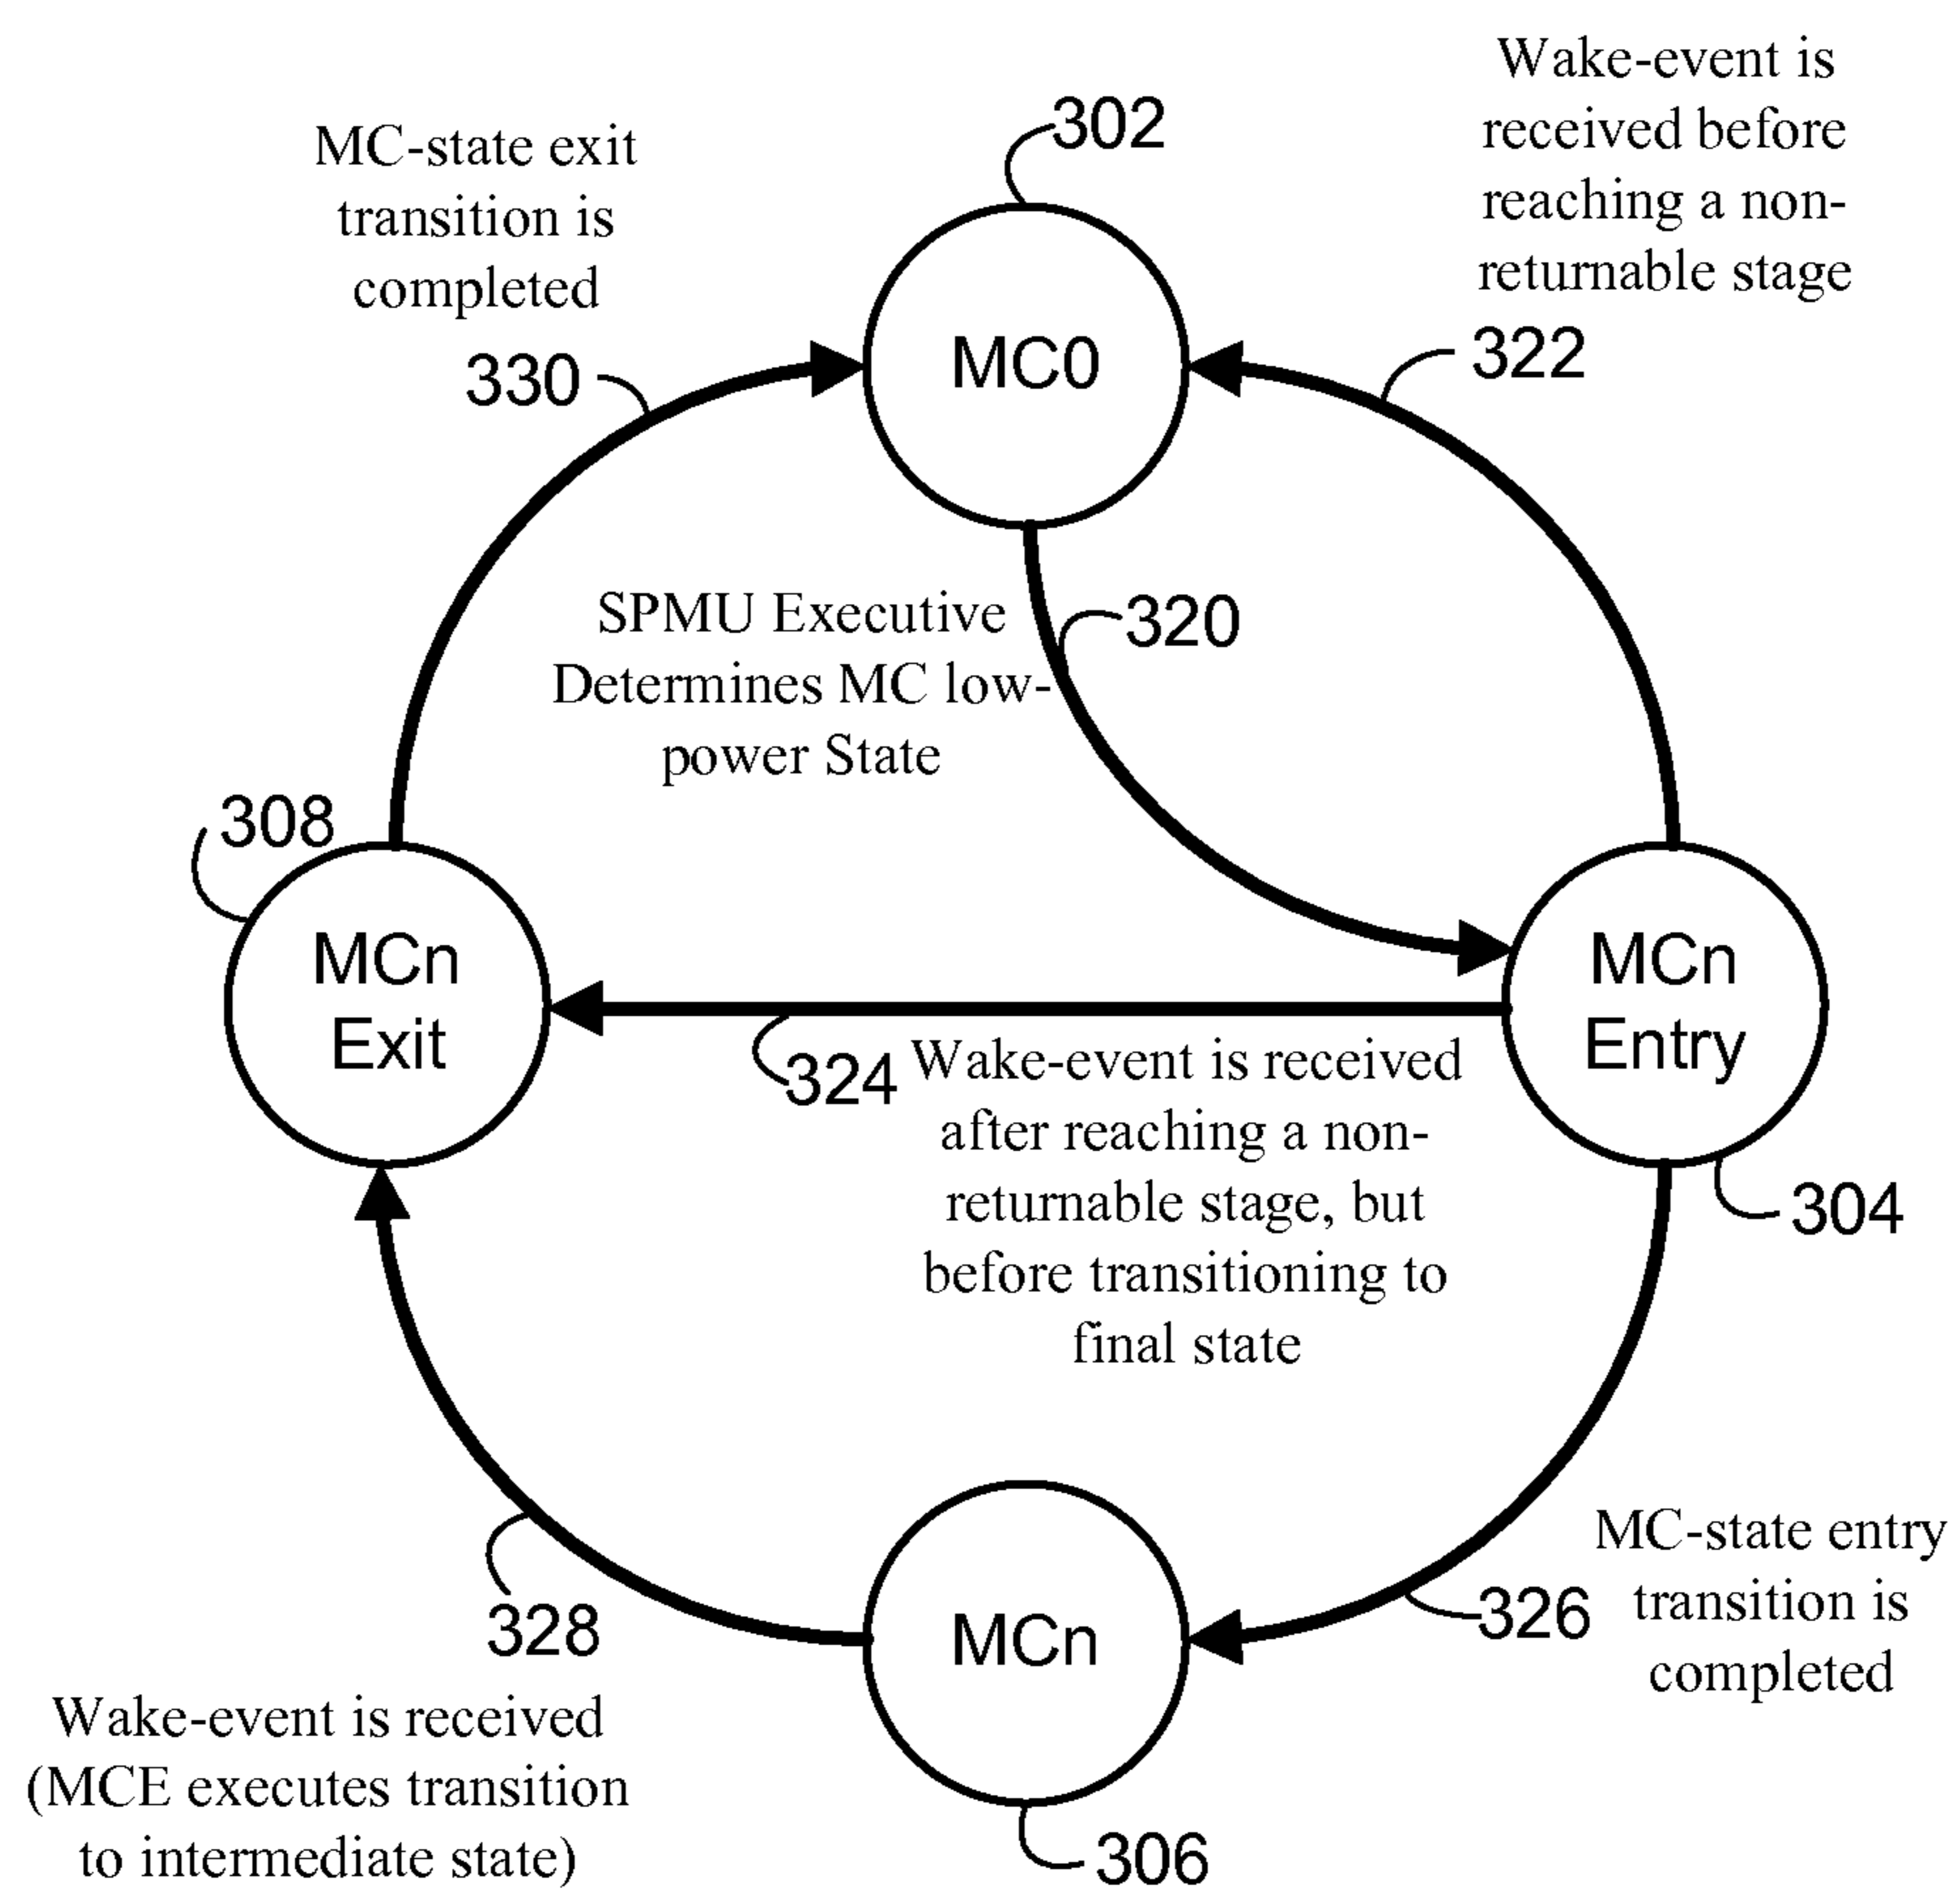 Wake-event is
received before
reaching a non-
returnable stage
322
302
MC-state exit
transition is
completed
330
MC0
SPMU Executive
Determines MC low-
power State
320
308
MCn
Exit
MCn
Entry
304
324
Wake-event is received
after reaching a non-
returnable stage, but
before transitioning to
final state
MC-state entry
transition is
completed
326
MCn
306
328
Wake-event is received
(MCE executes transition
to intermediate state)